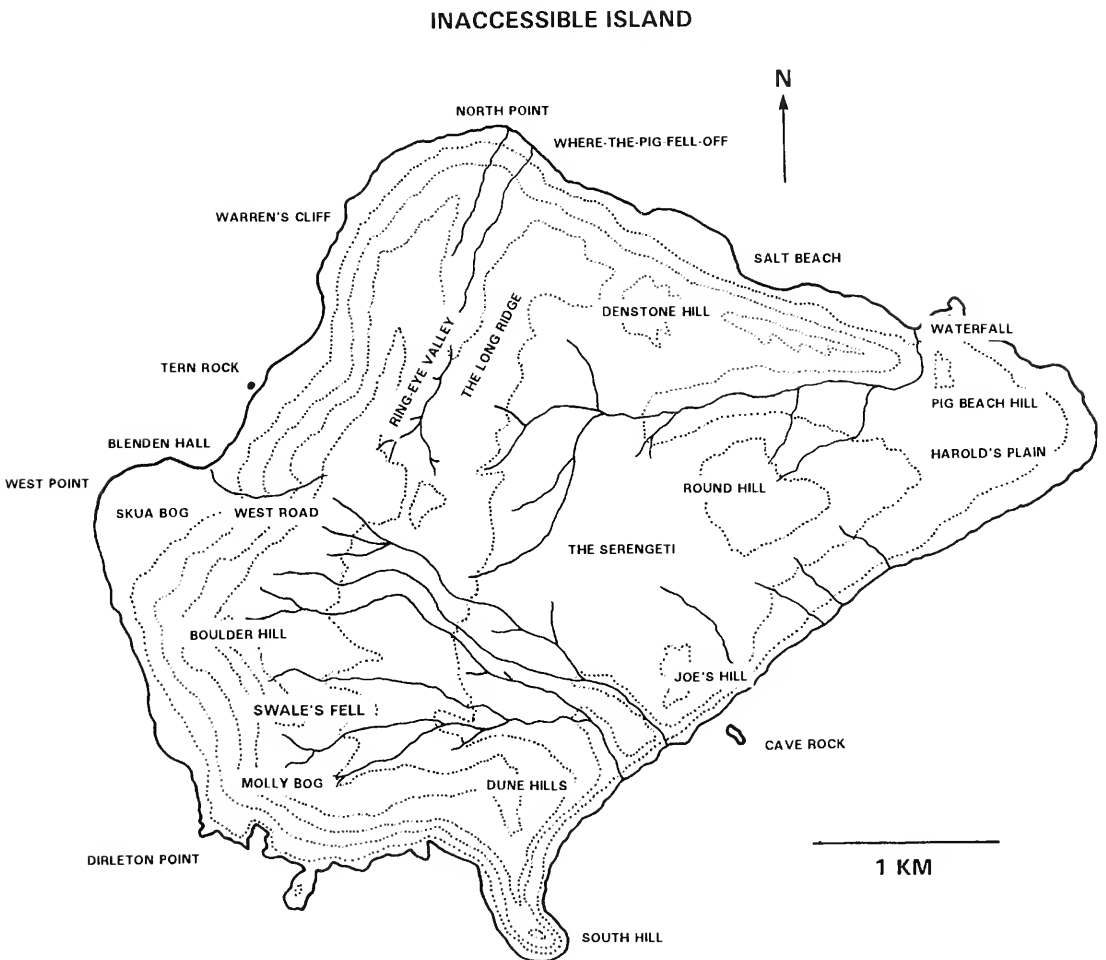 INACCESSIBLE ISLAND
N
NORTH POINT
WHERE-THE-PIG-FELL-OFF
WARREN'S CLIFF
SALT BEACH
DENSTONE HILL
WATERFALL
RING-EYE VALLEY
THE LONG RIDGE
TERN ROCK
PIG BEACH HILL
BLENDEN HALL
HAROLD'S PLAIN
WEST POINT
ROUND HILL
SKUA BOG
WEST ROAD
THE SERENGETI
BOULDER HILL
JOE'S HILL
SWALE'S FELL
CAVE ROCK
MOLLY BOG
DUNE HILLS
DIRLETON POINT
1 KM
SOUTH HILL